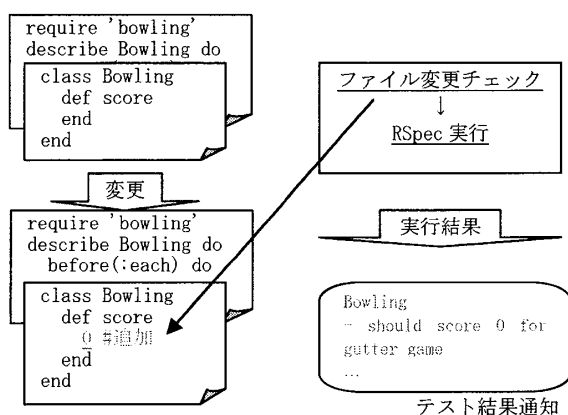 require 'bowling'
describe Bowling do
class Bowling
def score
end
end
変更
require 'bowling'
describe Bowling do
before(:each) do
class Bowling
def score
0 #追加
end
end
ファイル変更チェック
↓
RSpec 実行
実行結果
Bowling
- should score 0 for
gutter game
...
テスト結果通知